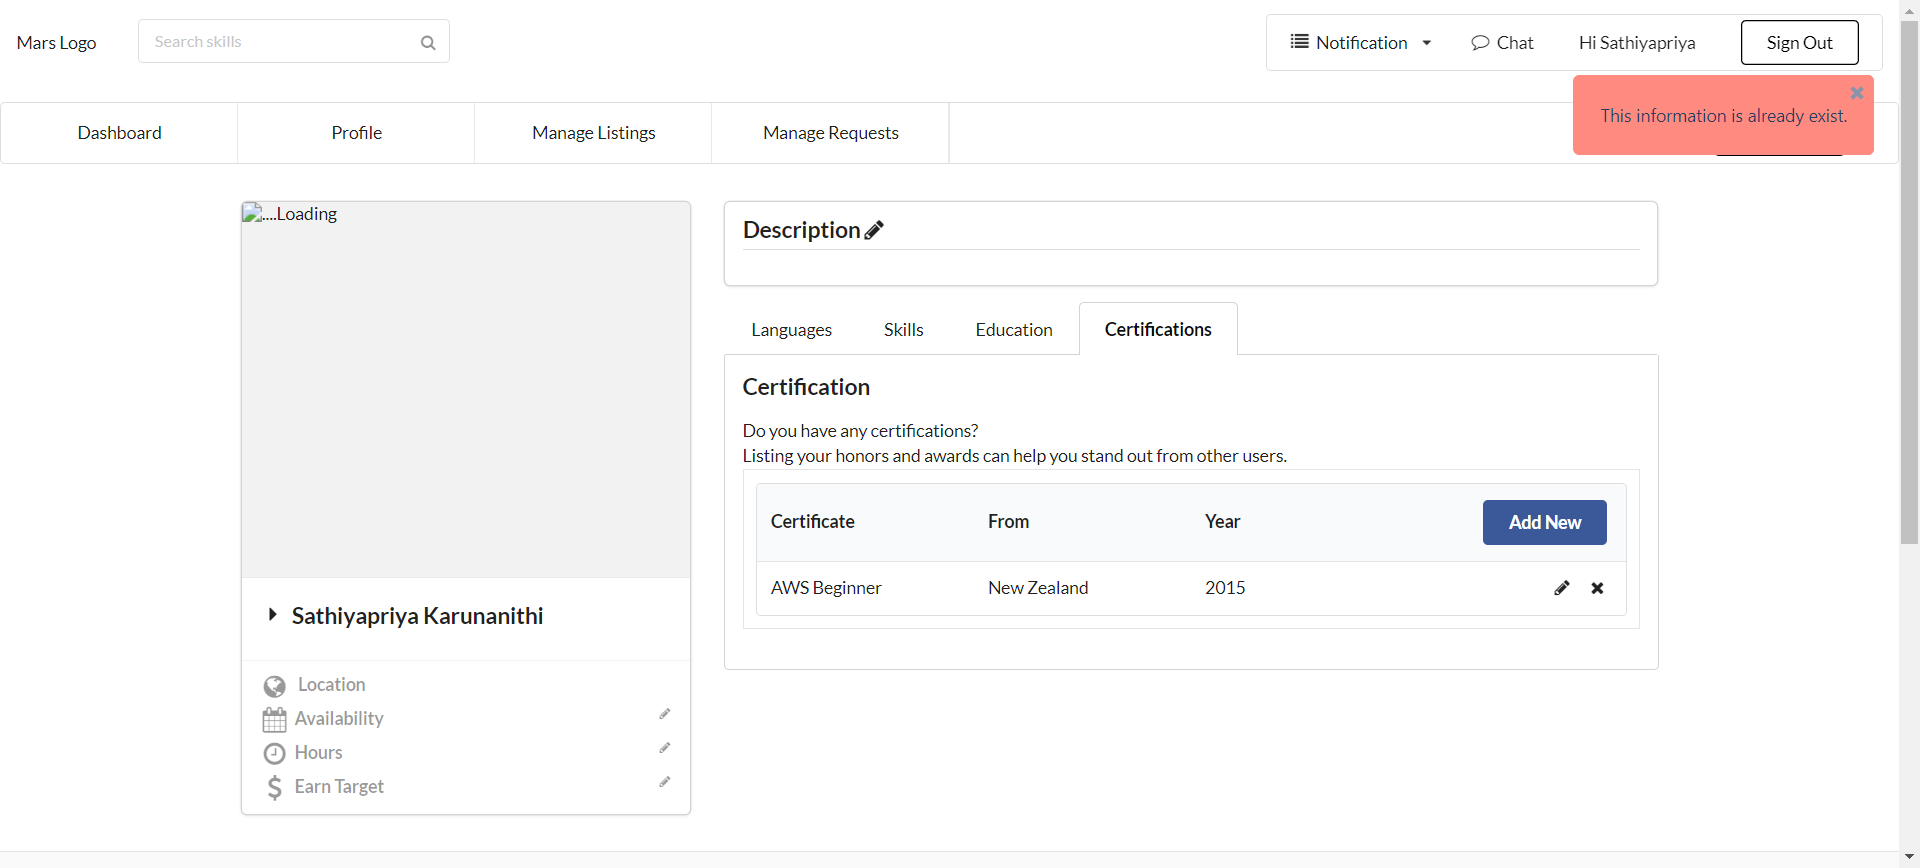 Mars Logo
Search skills
Notification
Chat
Hi Sathiyapriya
Sign Out
This information is already exist.
Dashboard
Profile
Manage Listings
Manage Requests
....Loading
Sathiyapriya Karunanithi
Location
Availability
Hours
Earn Target
Description
Languages
Skills
Education
Certifications
Certification
Do you have any certifications?
Listing your honors and awards can help you stand out from other users.
Certificate From Year Add New
AWS Beginner New Zealand 2015